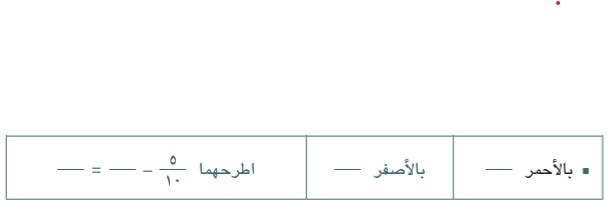 ▪ بالأحمر ___ بالأصفر ___ اطرحهما ٥/١٠ − ___ = ___